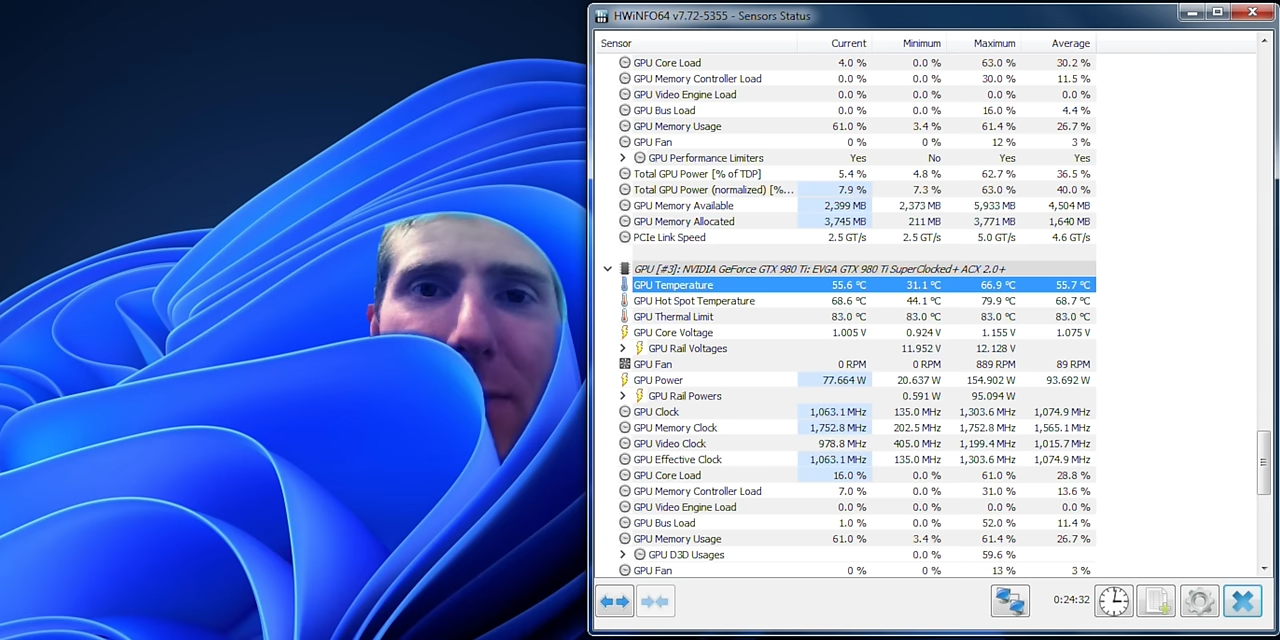 HWiNFO64 v7.72-5355 - Sensors Status
Sensor Current Minimum Maximum Average
GPU Core Load 4.0 % 0.0 % 63.0 % 30.2 %
GPU Memory Controller Load 0.0 % 0.0 % 30.0 % 11.5 %
GPU Video Engine Load 0.0 % 0.0 % 0.0 % 0.0 %
GPU Bus Load 0.0 % 0.0 % 16.0 % 4.4 %
GPU Memory Usage 61.0 % 3.4 % 61.4 % 26.7 %
GPU Fan 0 % 0 % 12 % 3 %
GPU Performance Limiters Yes No Yes Yes
Total GPU Power [% of TDP] 5.4 % 4.8 % 62.7 % 36.5 %
Total GPU Power (normalized) [%... 7.9 % 7.3 % 63.0 % 40.0 %
GPU Memory Available 2,399 MB 2,373 MB 5,933 MB 4,504 MB
GPU Memory Allocated 3,745 MB 211 MB 3,771 MB 1,640 MB
PCIe Link Speed 2.5 GT/s 2.5 GT/s 5.0 GT/s 4.6 GT/s
GPU [#3]: NVIDIA GeForce GTX 980 Ti: EVGA GTX 980 Ti SuperClocked+ ACX 2.0+
GPU Temperature 55.6 °C 31.1 °C 66.9 °C 55.7 °C
GPU Hot Spot Temperature 68.6 °C 44.1 °C 79.9 °C 68.7 °C
GPU Thermal Limit 83.0 °C 83.0 °C 83.0 °C 83.0 °C
GPU Core Voltage 1.005 V 0.924 V 1.155 V 1.075 V
GPU Rail Voltages 11.952 V 12.128 V
GPU Fan 0 RPM 0 RPM 889 RPM 89 RPM
GPU Power 77.664 W 20.637 W 154.902 W 93.692 W
GPU Rail Powers 0.591 W 95.094 W
GPU Clock 1,063.1 MHz 135.0 MHz 1,303.6 MHz 1,074.9 MHz
GPU Memory Clock 1,752.8 MHz 202.5 MHz 1,752.8 MHz 1,565.1 MHz
GPU Video Clock 978.8 MHz 405.0 MHz 1,199.4 MHz 1,015.7 MHz
GPU Effective Clock 1,063.1 MHz 135.0 MHz 1,303.6 MHz 1,074.9 MHz
GPU Core Load 16.0 % 0.0 % 61.0 % 28.8 %
GPU Memory Controller Load 7.0 % 0.0 % 31.0 % 13.6 %
GPU Video Engine Load 0.0 % 0.0 % 0.0 % 0.0 %
GPU Bus Load 1.0 % 0.0 % 52.0 % 11.4 %
GPU Memory Usage 61.0 % 3.4 % 61.4 % 26.7 %
GPU D3D Usages 0.0 % 59.6 %
GPU Fan 0 % 0 % 13 % 3 %
0:24:32